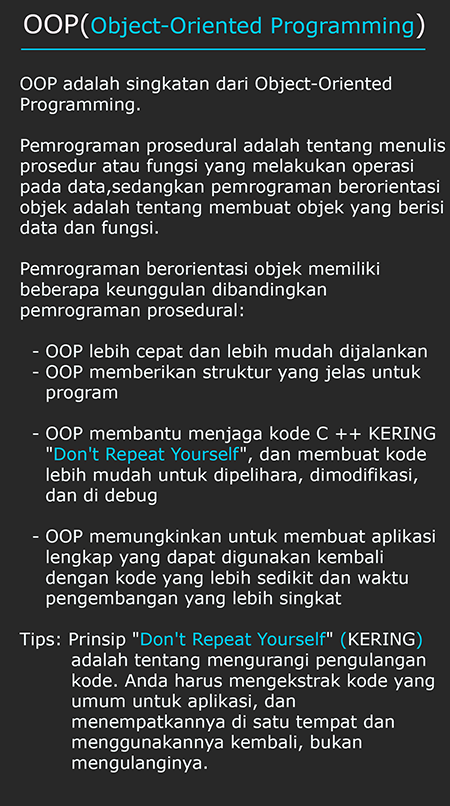 OOP(Object-Oriented Programming)
OOP adalah singkatan dari Object-Oriented
Programming.
Pemrograman prosedural adalah tentang menulis
prosedur atau fungsi yang melakukan operasi
pada data,sedangkan pemrograman berorientasi
objek adalah tentang membuat objek yang berisi
data dan fungsi.
Pemrograman berorientasi objek memiliki
beberapa keunggulan dibandingkan
pemrograman prosedural:
- OOP lebih cepat dan lebih mudah dijalankan
- OOP memberikan struktur yang jelas untuk
program
- OOP membantu menjaga kode C ++ KERING
"Don't Repeat Yourself", dan membuat kode
lebih mudah untuk dipelihara, dimodifikasi,
dan di debug
- OOP memungkinkan untuk membuat aplikasi
lengkap yang dapat digunakan kembali
dengan kode yang lebih sedikit dan waktu
pengembangan yang lebih singkat
Tips: Prinsip "Don't Repeat Yourself" (KERING)
adalah tentang mengurangi pengulangan
kode. Anda harus mengekstrak kode yang
umum untuk aplikasi, dan
menempatkannya di satu tempat dan
menggunakannya kembali, bukan
mengulanginya.